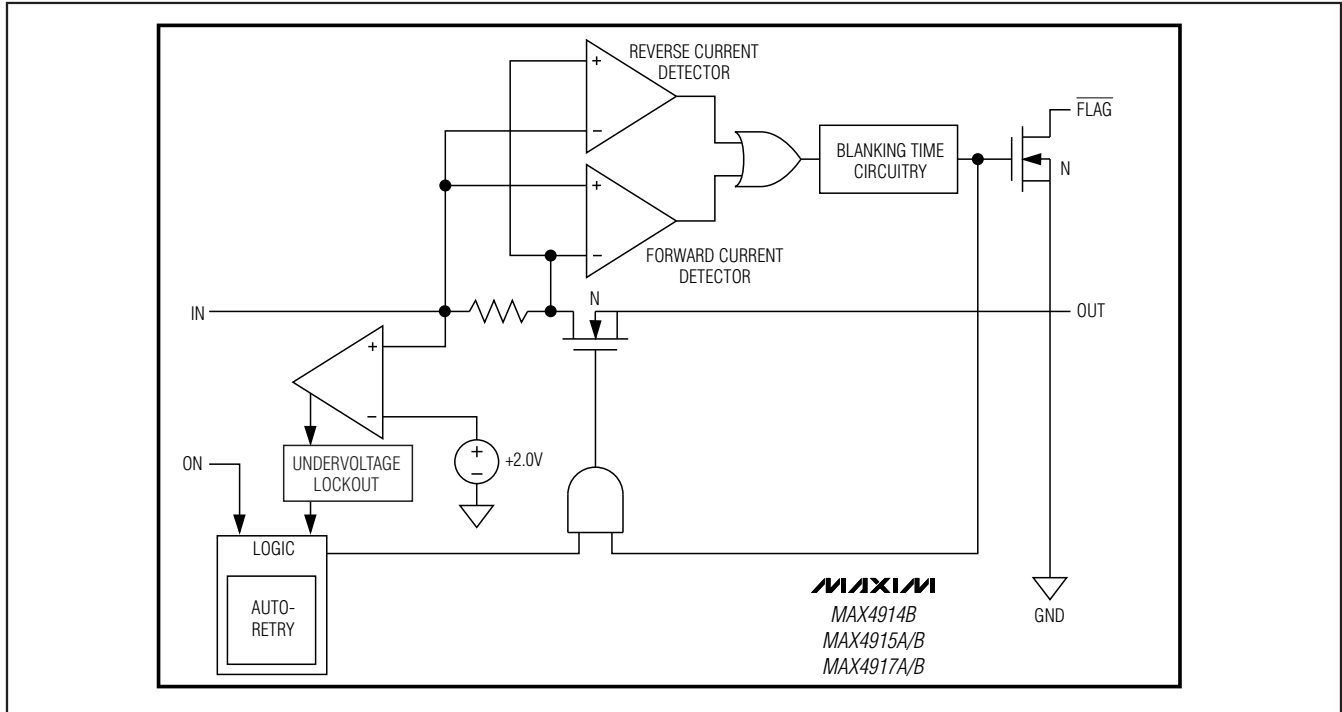 REVERSE CURRENT
DETECTOR
+
−
FLAG
BLANKING TIME
CIRCUITRY
N
+
−
FORWARD CURRENT
DETECTOR
IN
N
OUT
+
−
ON
UNDERVOLTAGE
LOCKOUT
+
−
+2.0V
LOGIC
AUTO-
RETRY
MAXIM
MAX4914B
MAX4915A/B
MAX4917A/B
GND